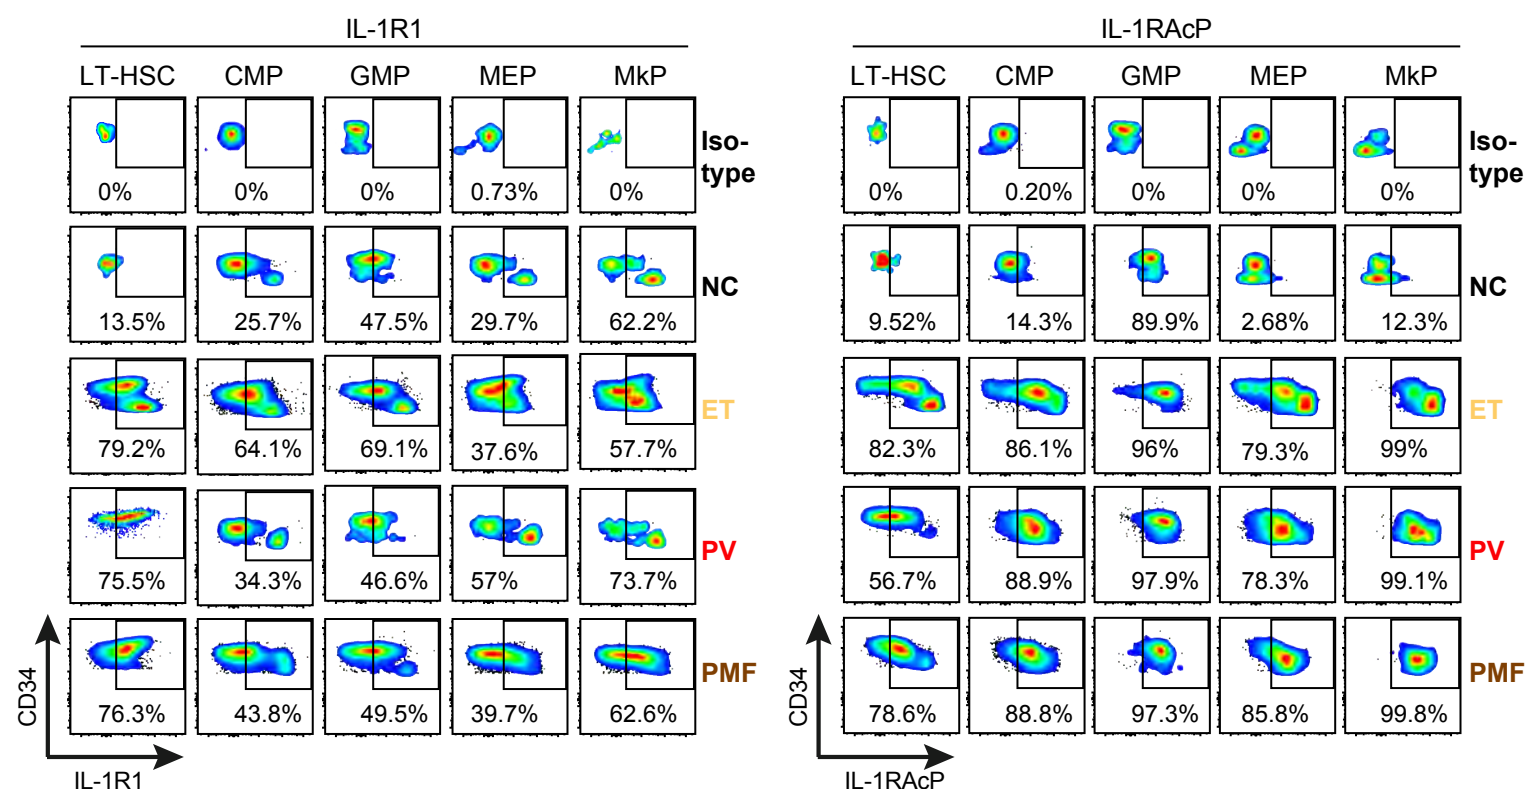 IL-1R1 IL-1RAcP
LT-HSC CMP GMP MEP MkP LT-HSC CMP GMP MEP MkP
Iso-
type
Iso-
type
0% 0% 0% 0.73% 0% 0% 0.20% 0% 0% 0%
NC NC
13.5% 25.7% 47.5% 29.7% 62.2% 9.52% 14.3% 89.9% 2.68% 12.3%
ET ET
79.2% 64.1% 69.1% 37.6% 57.7% 82.3% 86.1% 96% 79.3% 99%
PV PV
75.5% 34.3% 46.6% 57% 73.7% 56.7% 88.9% 97.9% 78.3% 99.1%
PMF PMF
76.3% 43.8% 49.5% 39.7% 62.6% 78.6% 88.8% 97.3% 85.8% 99.8%
CD34 CD34
IL-1R1 IL-1RAcP